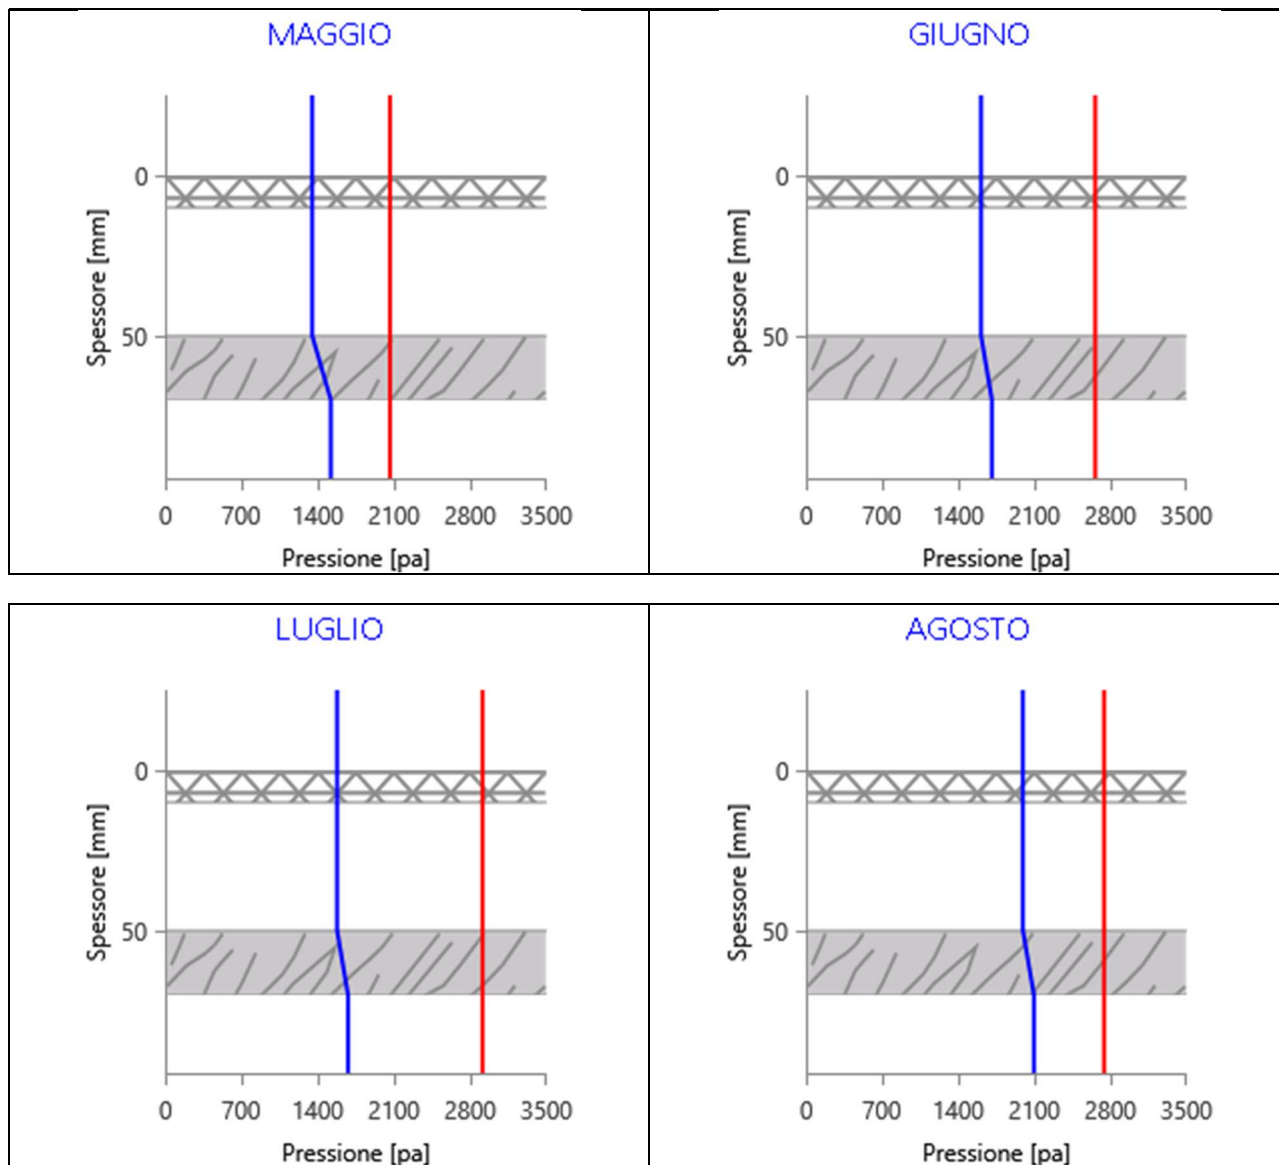 MAGGIO
0
50
Spessore [mm]
0 700 1400 2100 2800 3500
Pressione [pa]
GIUGNO
0
50
Spessore [mm]
0 700 1400 2100 2800 3500
Pressione [pa]
LUGLIO
0
50
Spessore [mm]
0 700 1400 2100 2800 3500
Pressione [pa]
AGOSTO
0
50
Spessore [mm]
0 700 1400 2100 2800 3500
Pressione [pa]